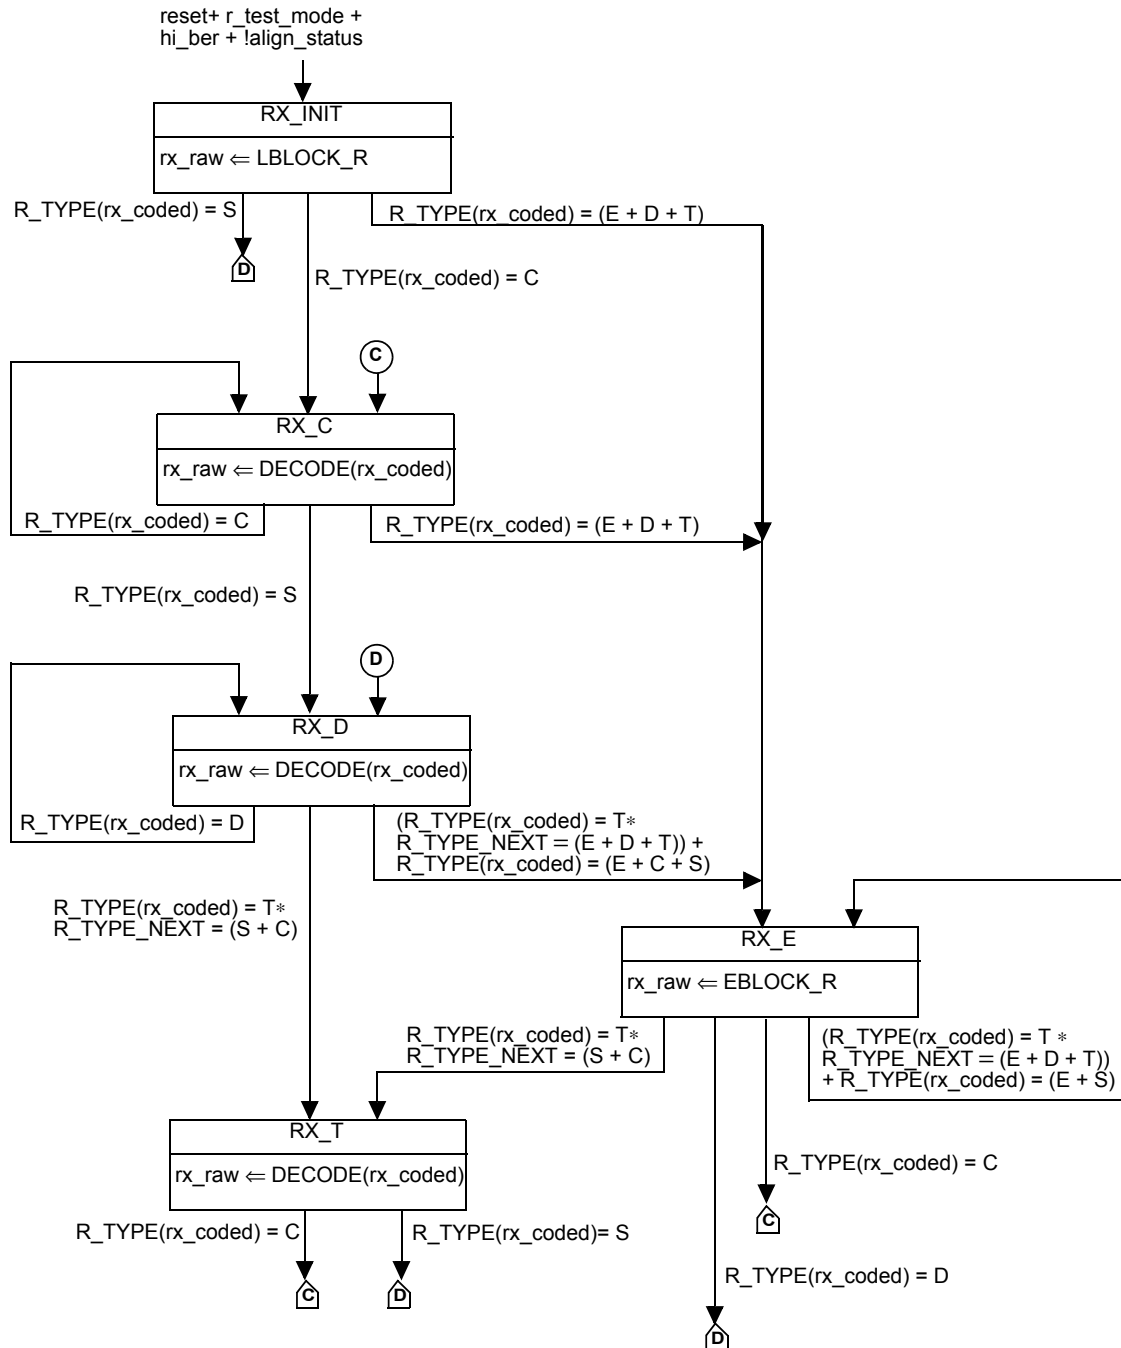 reset+ r_test_mode +
hi_ber + !align_status
RX_INIT
rx_raw ⇐ LBLOCK_R
R_TYPE(rx_coded) = S
R_TYPE(rx_coded) = (E + D + T)
D
R_TYPE(rx_coded) = C
C
RX_C
rx_raw ⇐ DECODE(rx_coded)
R_TYPE(rx_coded) = C
R_TYPE(rx_coded) = (E + D + T)
R_TYPE(rx_coded) = S
D
RX_D
rx_raw ⇐ DECODE(rx_coded)
R_TYPE(rx_coded) = D
(R_TYPE(rx_coded) = T*
R_TYPE_NEXT = (E + D + T)) +
R_TYPE(rx_coded) = (E + C + S)
R_TYPE(rx_coded) = T*
R_TYPE_NEXT = (S + C)
RX_E
rx_raw ⇐ EBLOCK_R
R_TYPE(rx_coded) = T*
R_TYPE_NEXT = (S + C)
(R_TYPE(rx_coded) = T *
R_TYPE_NEXT = (E + D + T))
+ R_TYPE(rx_coded) = (E + S)
RX_T
rx_raw ⇐ DECODE(rx_coded)
R_TYPE(rx_coded) = C
C
R_TYPE(rx_coded) = C
R_TYPE(rx_coded)= S
C
D
R_TYPE(rx_coded) = D
D